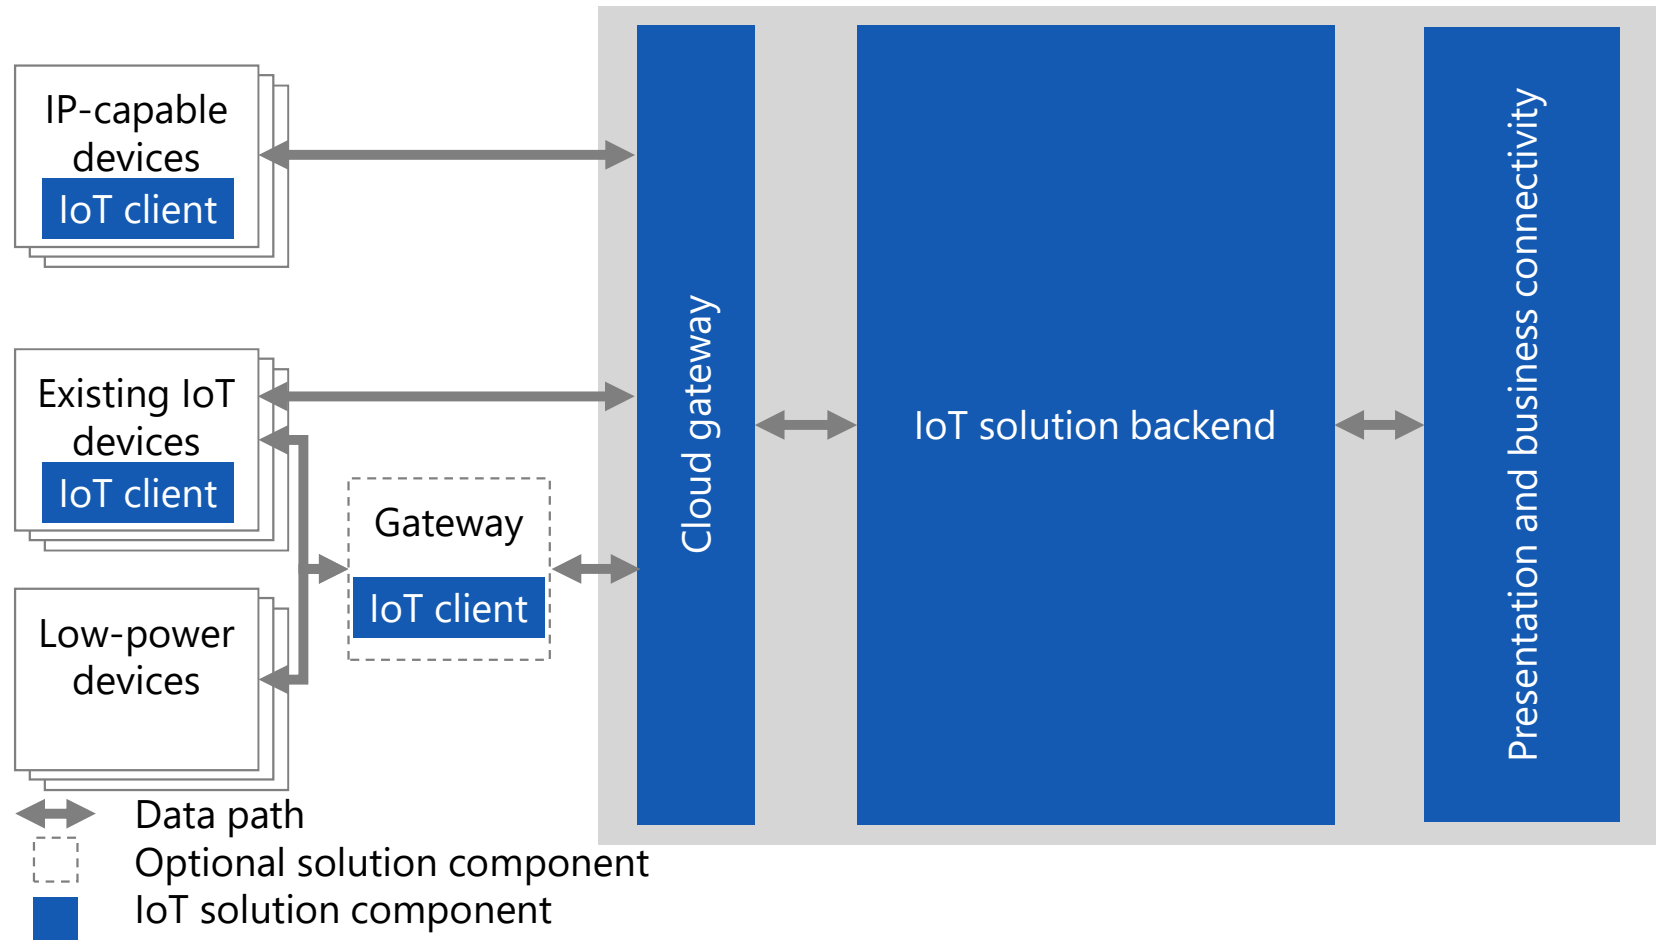 IP-capable
devices
IoT client
Existing IoT
devices
IoT client
Low-power
devices
Gateway
IoT client
Cloud gateway
IoT solution backend
Presentation and business connectivity
Data path
Optional solution component
IoT solution component